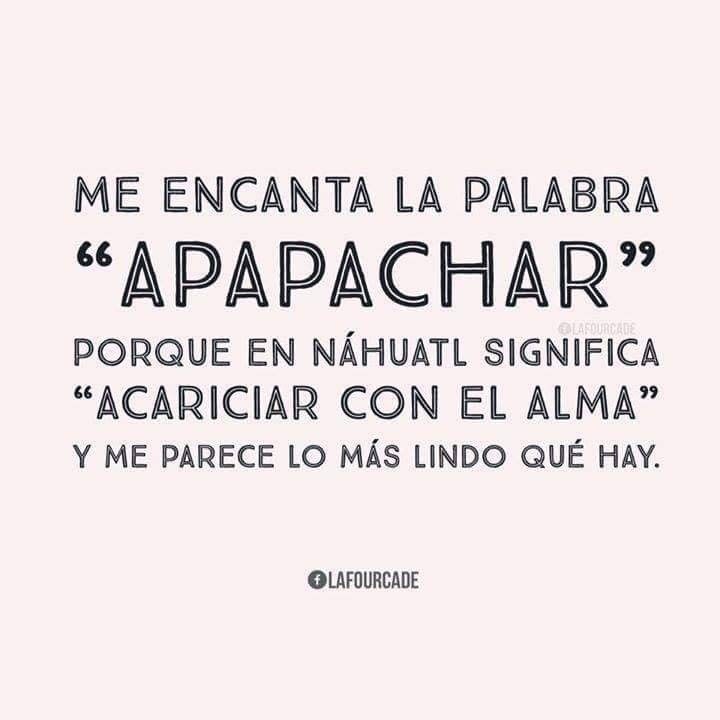 ME ENCANTA LA PALABRA
“APAPACHAR”
@LAFOURCADE
PORQUE EN NÁHUATL SIGNIFICA
“ACARICIAR CON EL ALMA”
Y ME PARECE LO MÁS LINDO QUÉ HAY.
LAFOURCADE